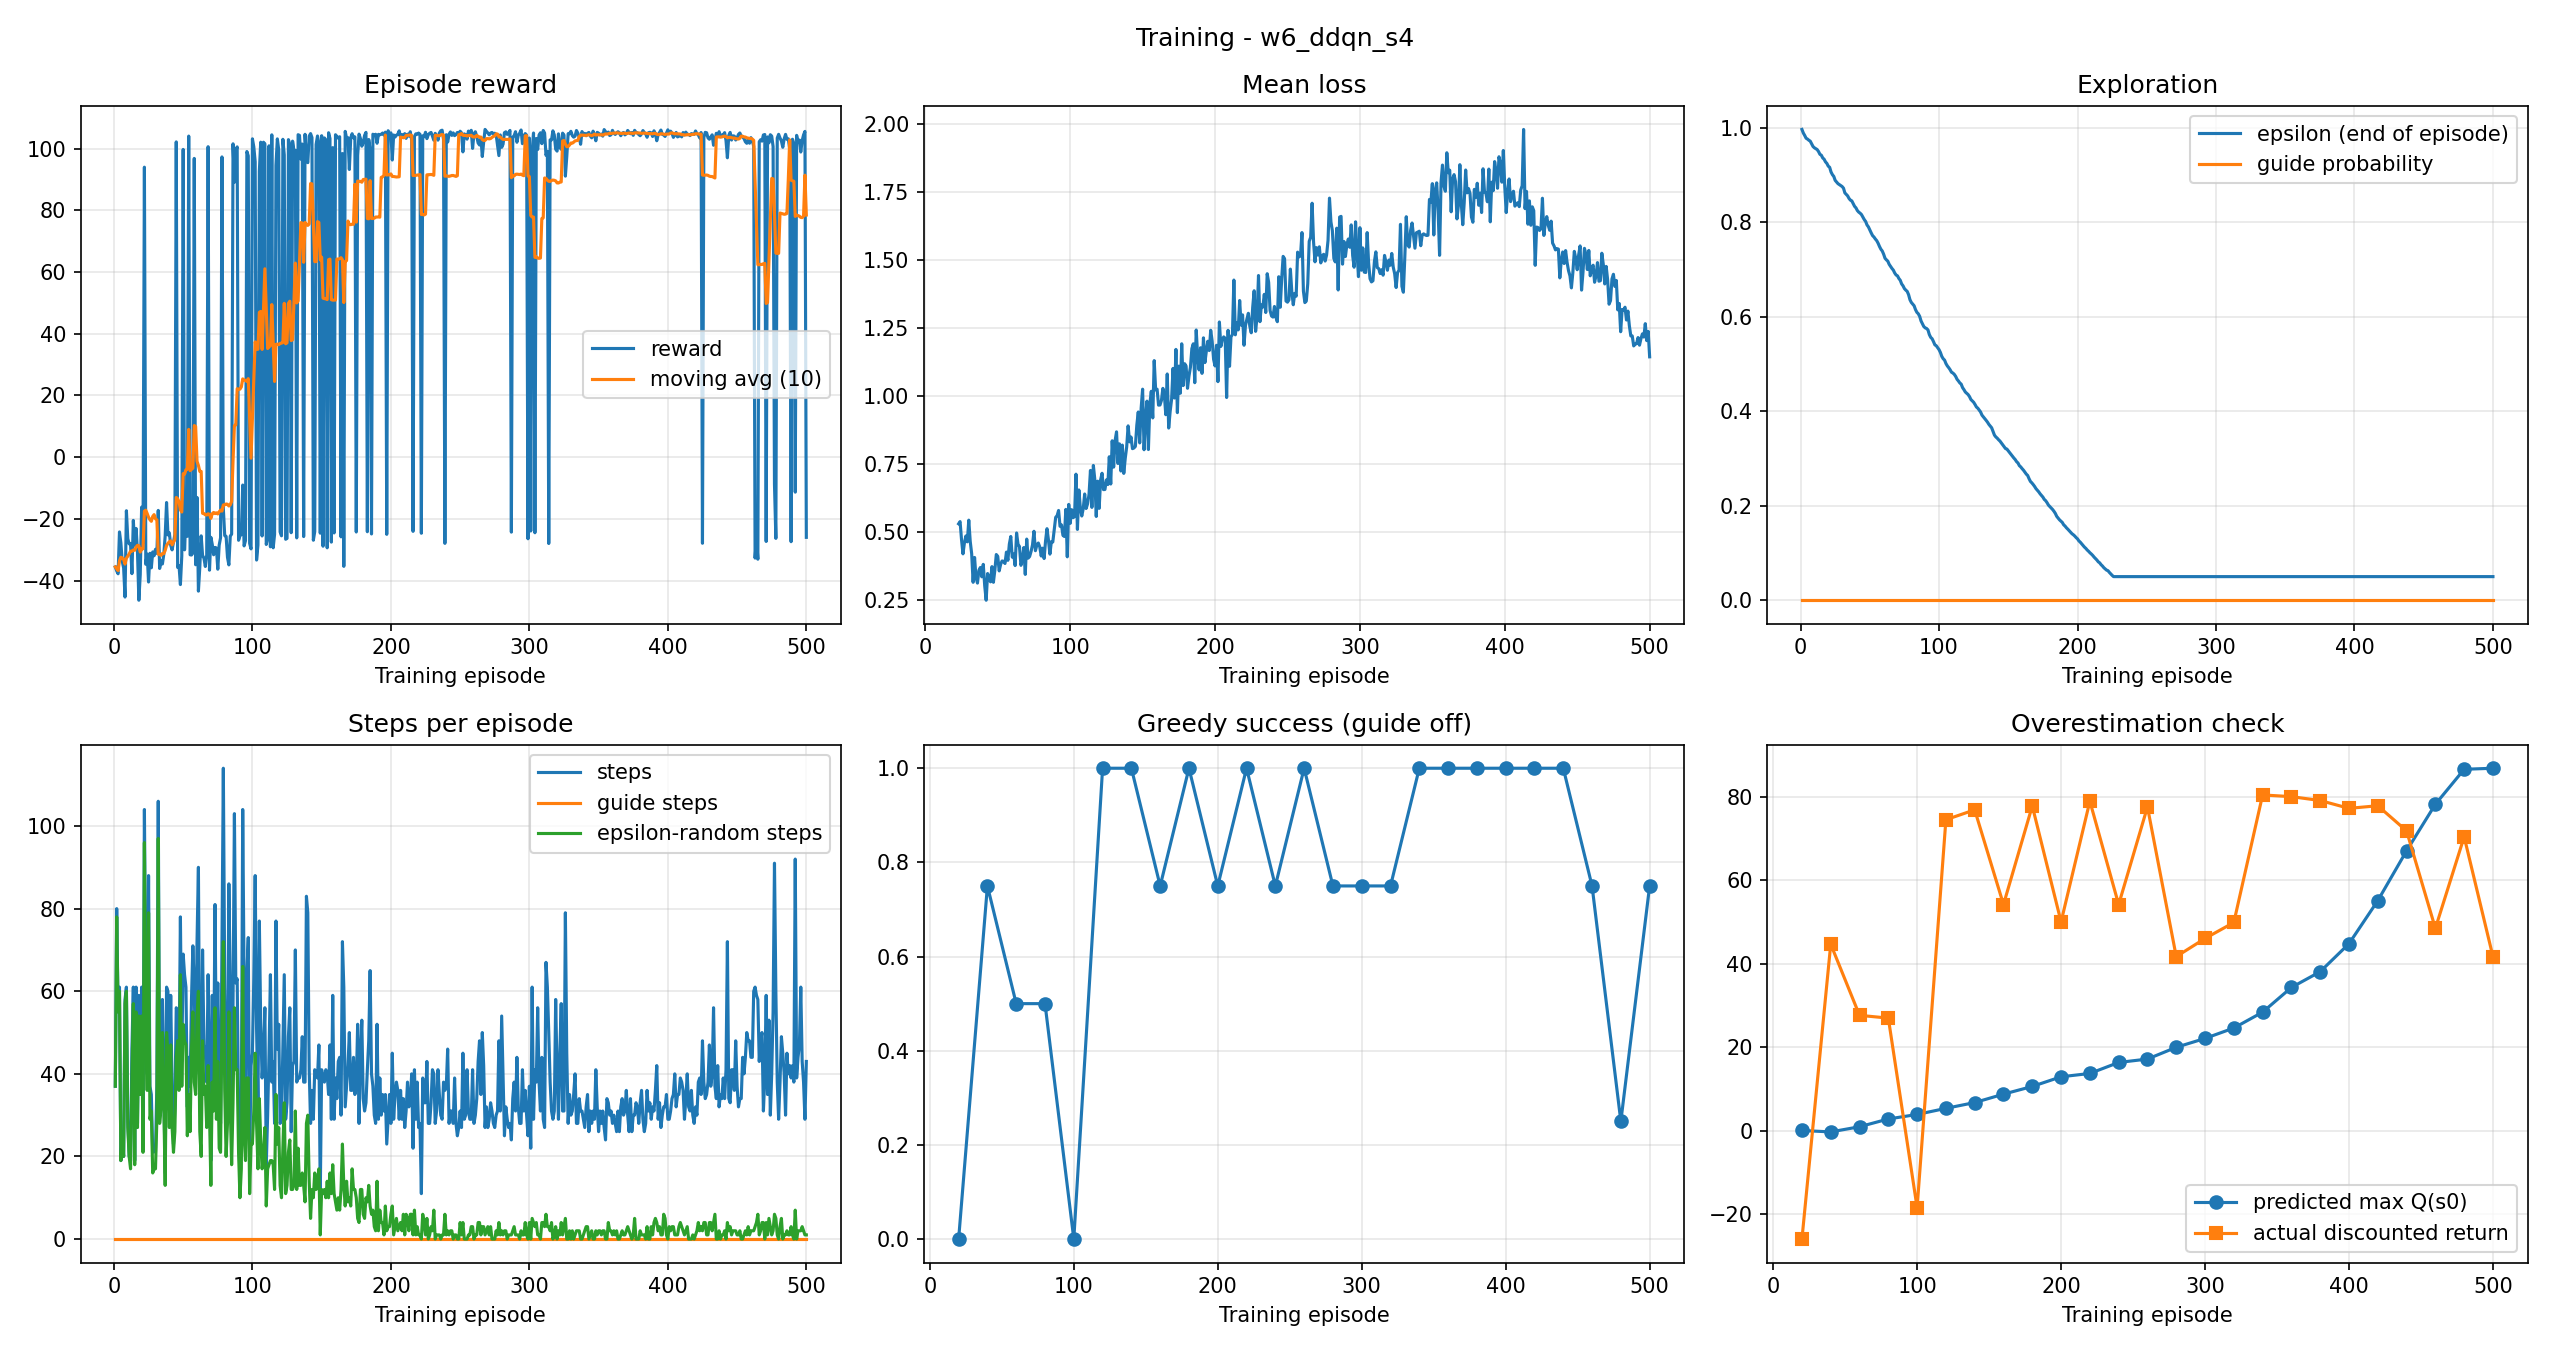 Training - w6_ddqn_s4
Episode reward
100
80
60
40
20
0
−20
−40
reward
moving avg (10)
0 100 200 300 400 500
Training episode
Mean loss
2.00
1.75
1.50
1.25
1.00
0.75
0.50
0.25
0 100 200 300 400 500
Training episode
Exploration
1.0
0.8
0.6
0.4
0.2
0.0
epsilon (end of episode)
guide probability
0 100 200 300 400 500
Training episode
Steps per episode
100
80
60
40
20
0
steps
guide steps
epsilon-random steps
0 100 200 300 400 500
Training episode
Greedy success (guide off)
1.0
0.8
0.6
0.4
0.2
0.0
0 100 200 300 400 500
Training episode
Overestimation check
80
60
40
20
0
−20
predicted max Q(s0)
actual discounted return
0 100 200 300 400 500
Training episode